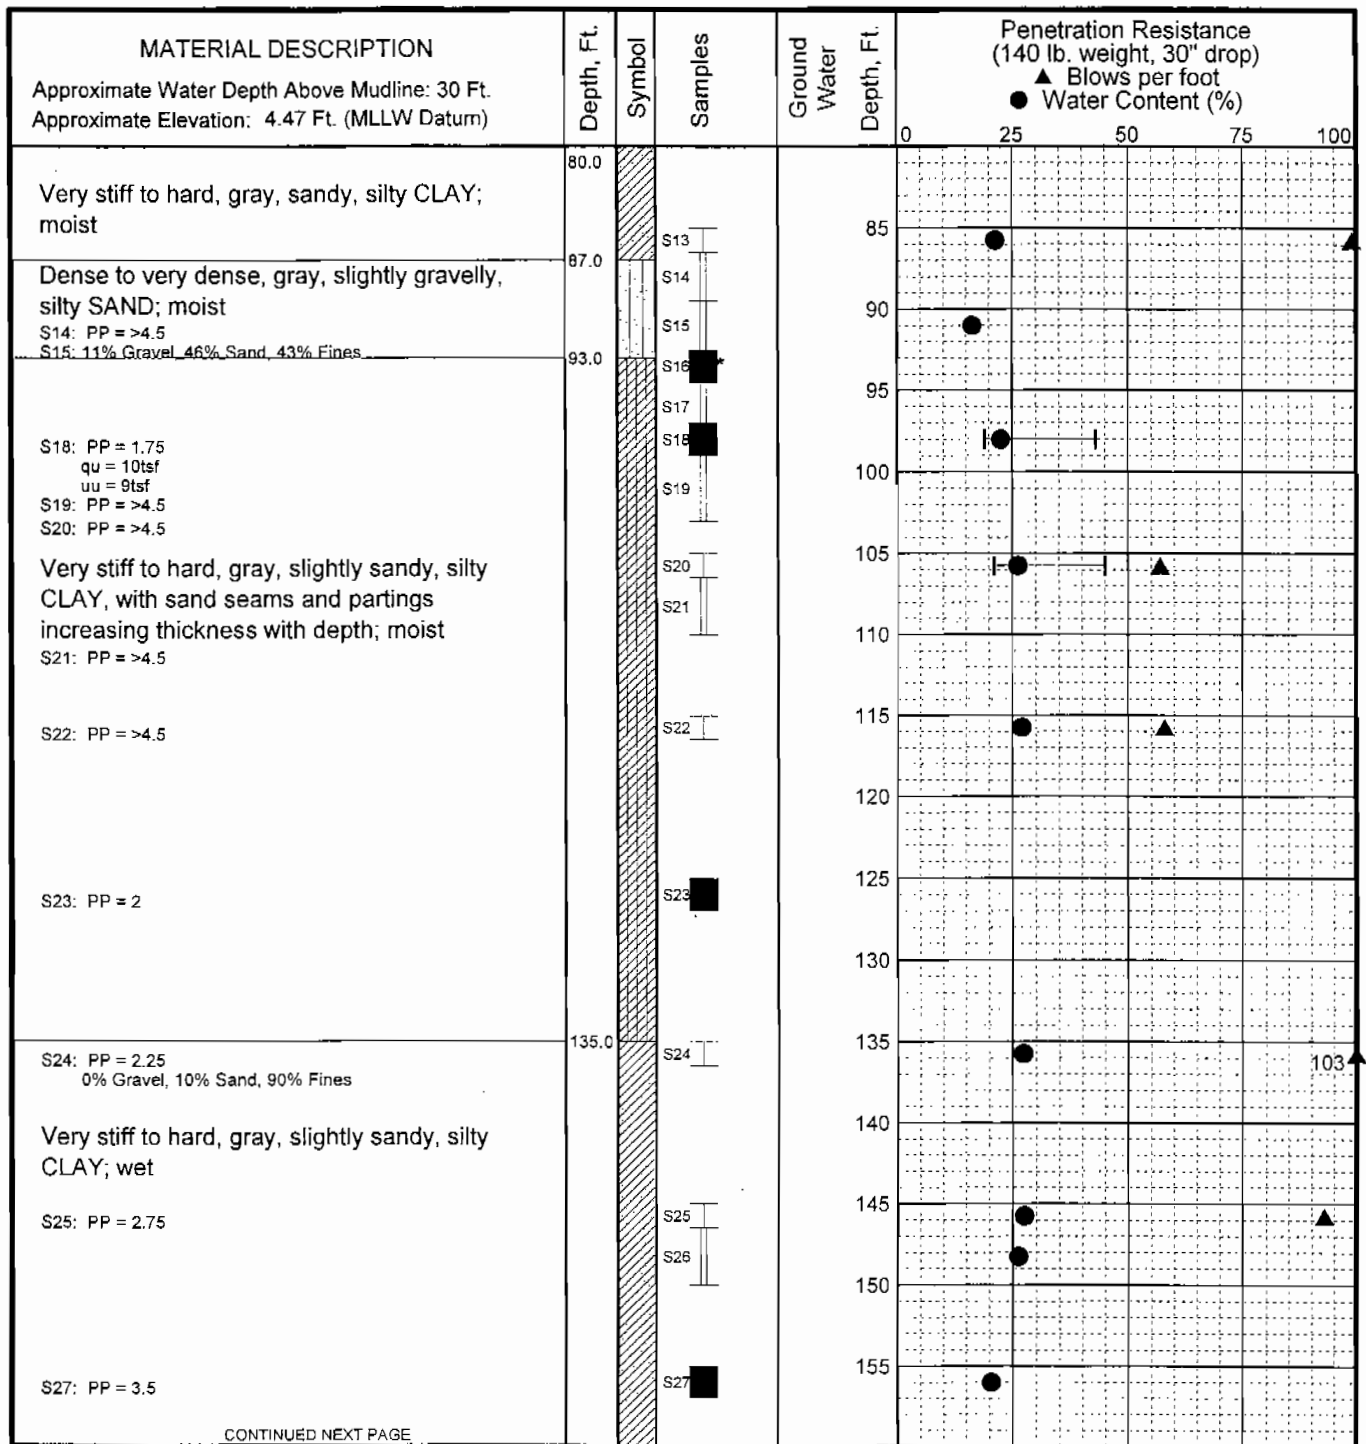 MATERIAL DESCRIPTION
Approximate Water Depth Above Mudline: 30 Ft.
Approximate Elevation: 4.47 Ft. (MLLW Datum)
Depth, Ft.
Symbol
Samples
Ground Water
Depth, Ft.
Penetration Resistance
(140 lb. weight, 30" drop)
▲ Blows per foot
● Water Content (%)
0 25 50 75 100
80.0
Very stiff to hard, gray, sandy, silty CLAY;
moist
S13
85
87.0
Dense to very dense, gray, slightly gravelly,
silty SAND; moist
S14: PP = >4.5
S15: 11% Gravel, 46% Sand, 43% Fines
S14
90
S15
93.0
S16 *
95
S17
S18: PP = 1.75
qu = 10tsf
uu = 9tsf
S19: PP = >4.5
S20: PP = >4.5
S18
100
S19
105
S20
Very stiff to hard, gray, slightly sandy, silty
CLAY, with sand seams and partings
increasing thickness with depth; moist
S21: PP = >4.5
S21
110
115
S22: PP = >4.5
S22
120
125
S23: PP = 2
S23
130
135.0
135
S24: PP = 2.25
0% Gravel, 10% Sand, 90% Fines
S24
103
140
Very stiff to hard, gray, slightly sandy, silty
CLAY; wet
145
S25: PP = 2.75
S25
S26
150
155
S27: PP = 3.5
S27
CONTINUED NEXT PAGE